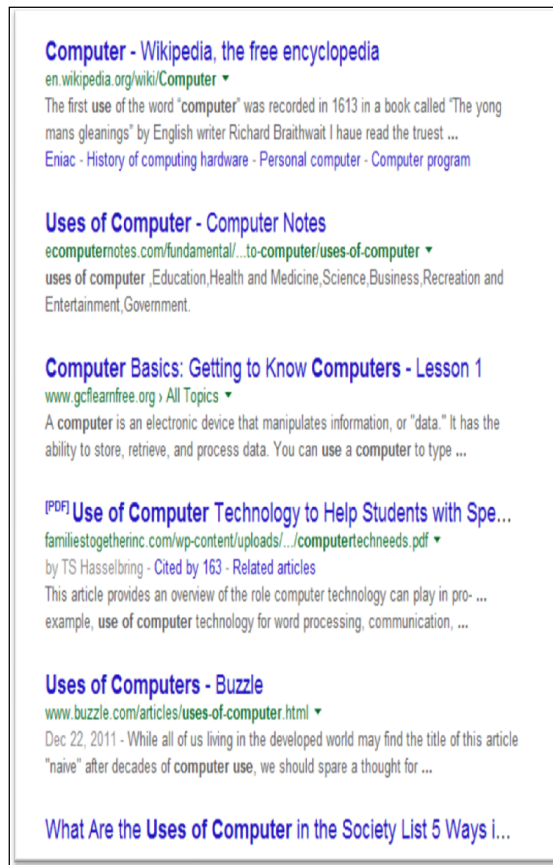 Computer - Wikipedia, the free encyclopedia
en.wikipedia.org/wiki/Computer ▼
The first use of the word “computer” was recorded in 1613 in a book called “The yong
mans gleanings” by English writer Richard Braithwait I haue read the truest ...
Eniac - History of computing hardware - Personal computer - Computer program
Uses of Computer - Computer Notes
ecomputernotes.com/fundamental/...to-computer/uses-of-computer ▼
uses of computer ,Education,Health and Medicine,Science,Business,Recreation and
Entertainment,Government.
Computer Basics: Getting to Know Computers - Lesson 1
www.gcflearnfree.org › All Topics ▼
A computer is an electronic device that manipulates information, or "data." It has the
ability to store, retrieve, and process data. You can use a computer to type ...
[PDF] Use of Computer Technology to Help Students with Spe...
familiestogetherinc.com/wp-content/uploads/.../computertechneeds.pdf ▼
by TS Hasselbring - Cited by 163 - Related articles
This article provides an overview of the role computer technology can play in pro- ...
example, use of computer technology for word processing, communication, ...
Uses of Computers - Buzzle
www.buzzle.com/articles/uses-of-computer.html ▼
Dec 22, 2011 - While all of us living in the developed world may find the title of this article
"naive" after decades of computer use, we should spare a thought for ...
What Are the Uses of Computer in the Society List 5 Ways i...